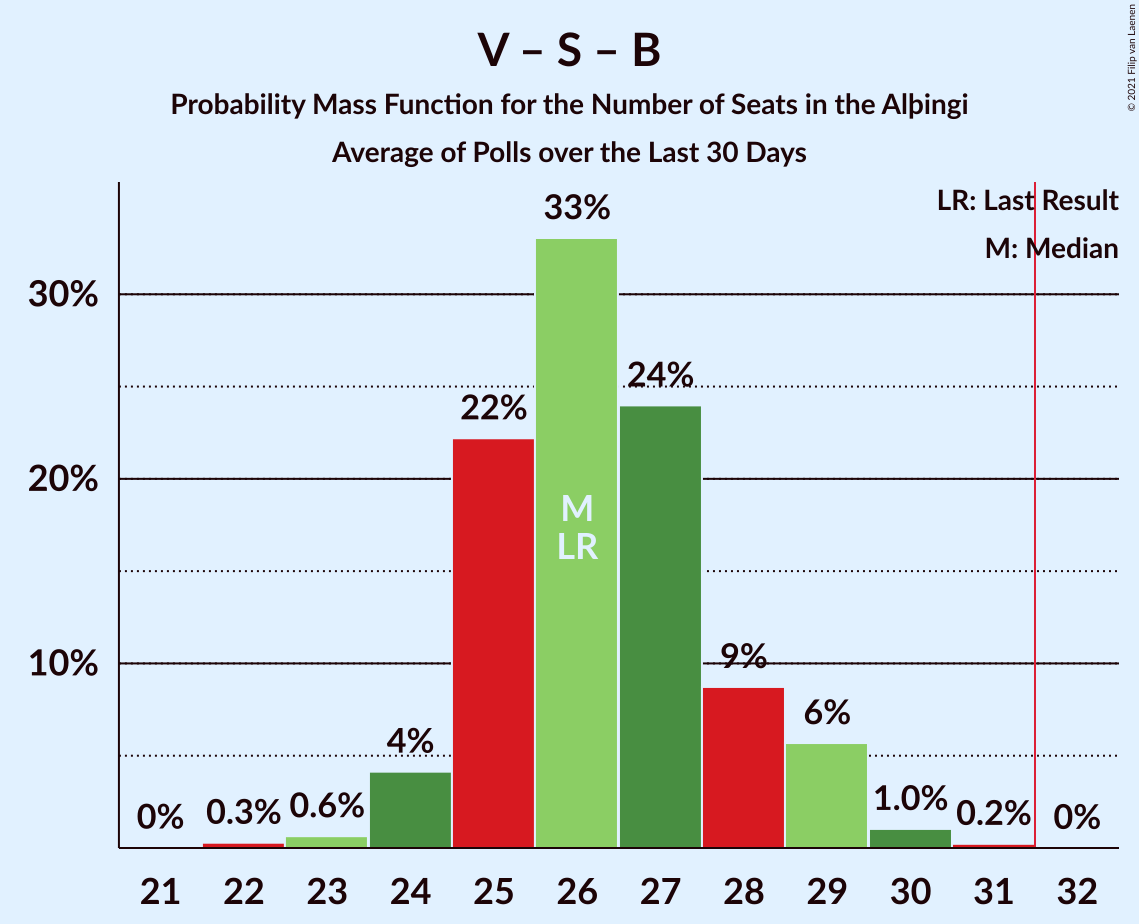 V – S – B
Probability Mass Function for the Number of Seats in the Alþingi
Average of Polls over the Last 30 Days
© 2021 Filip van Laenen
LR: Last Result
M: Median
30%
20%
10%
0%
0.3%
0.6%
4%
22%
33%
24%
9%
6%
1.0%
0.2%
0%
M
LR
21 22 23 24 25 26 27 28 29 30 31 32